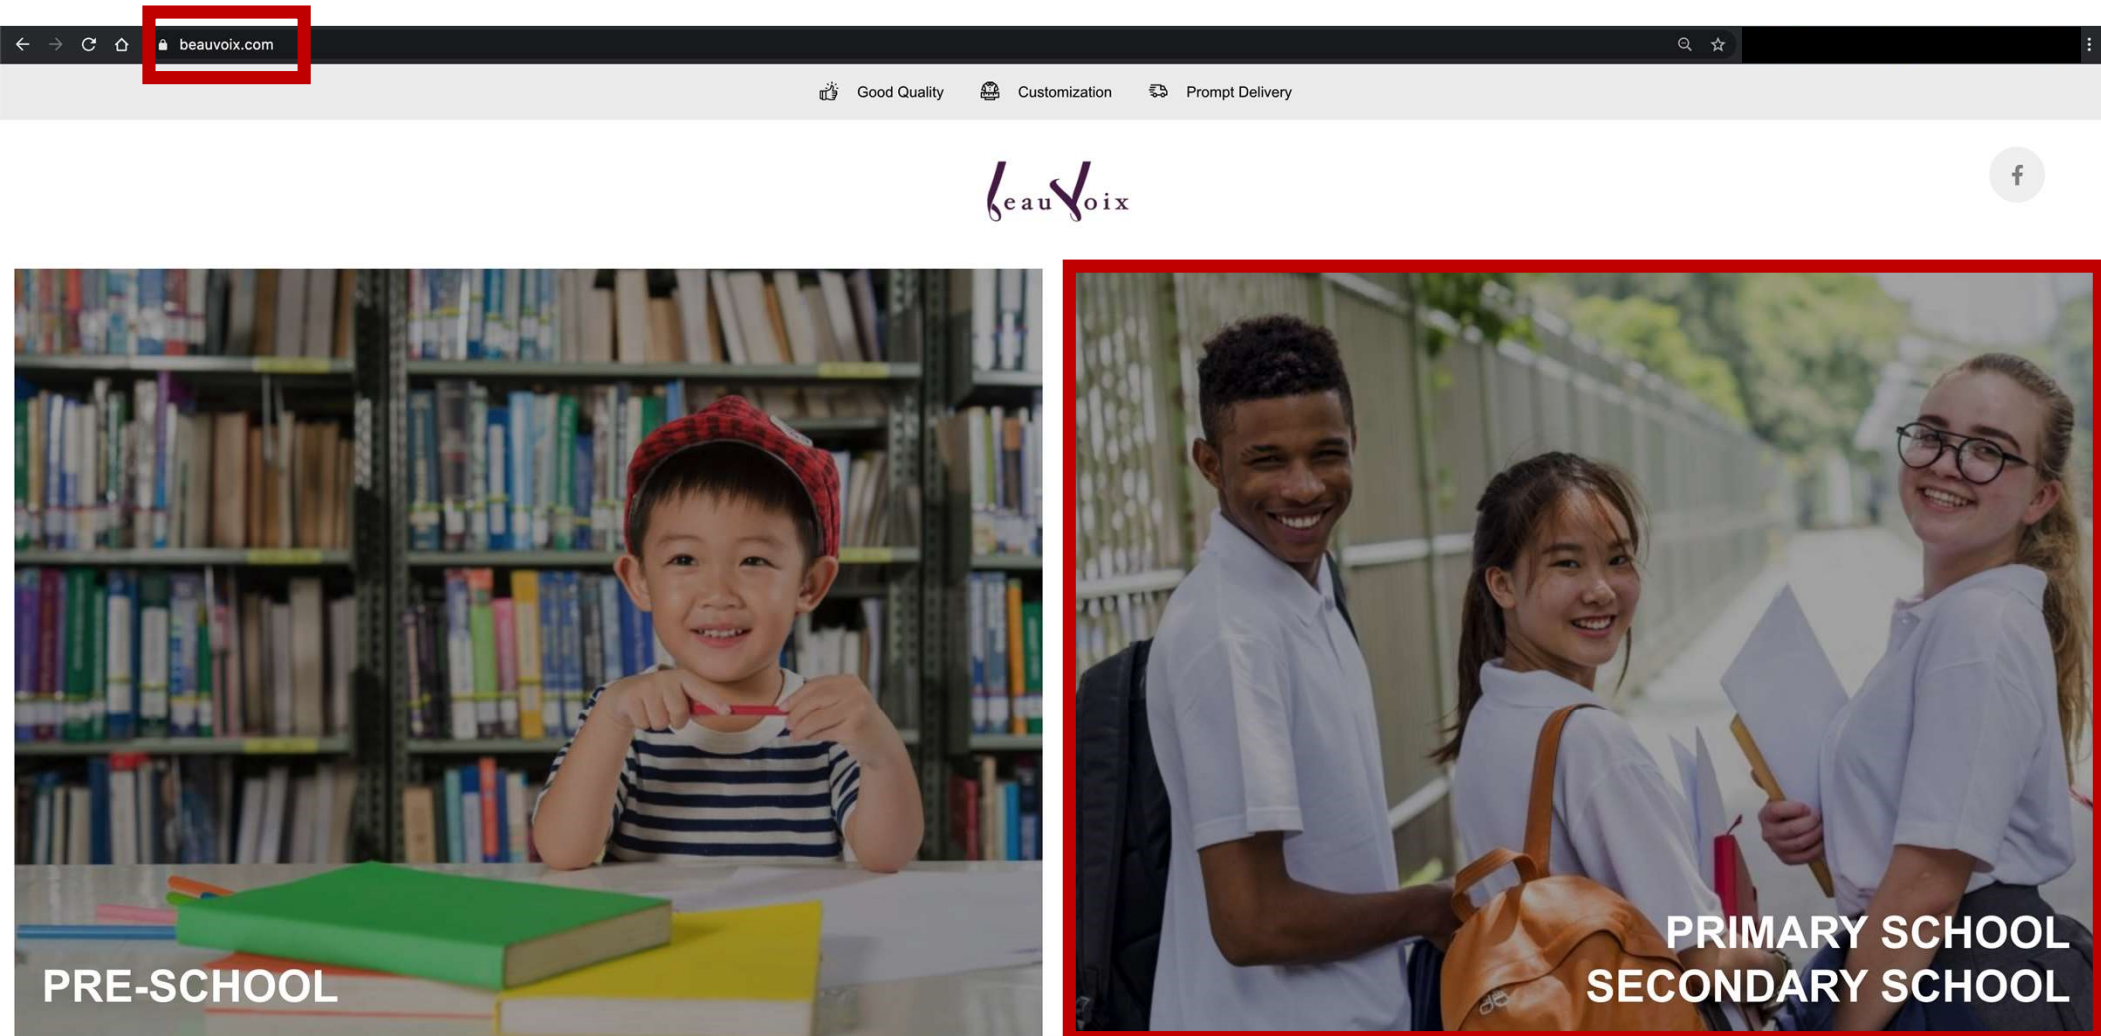 beauvoix.com
Good Quality Customization Prompt Delivery
beauVoix
f
PRE-SCHOOL
PRIMARY SCHOOL
SECONDARY SCHOOL